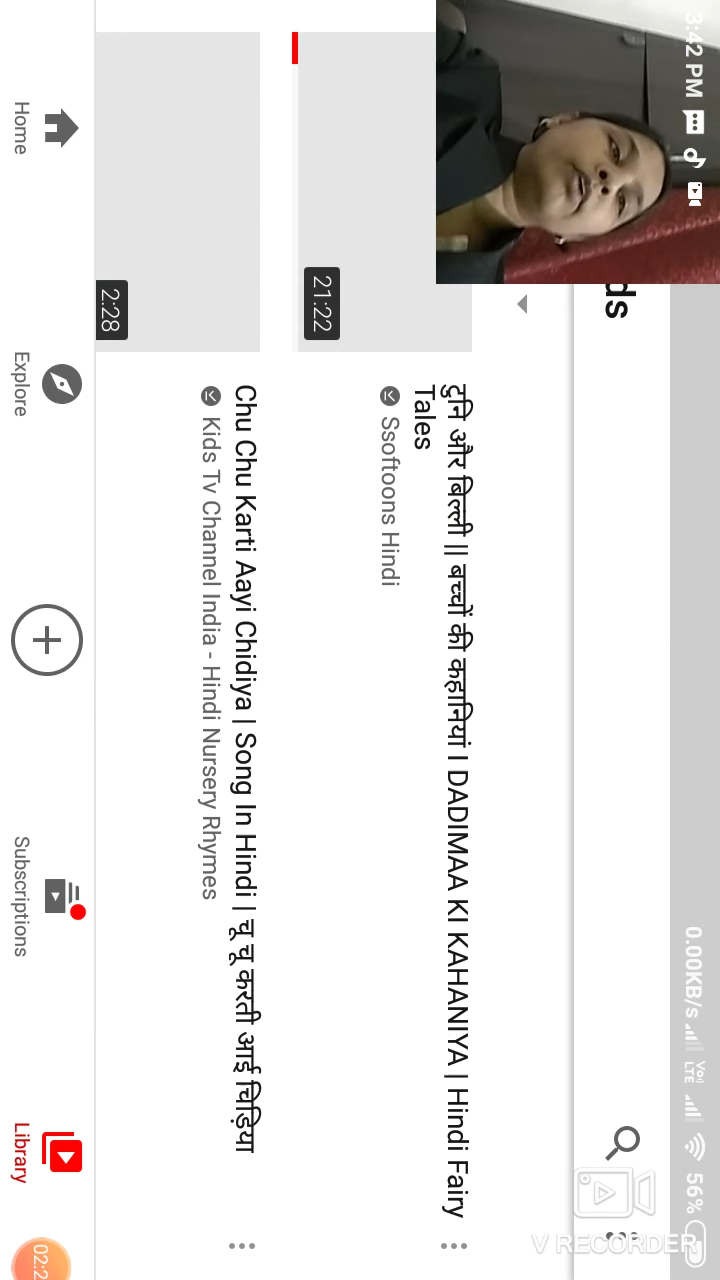 3:42 PM
0.00KB/s
Vo))
LTE
56%
ds
21:22
टुनि और बिल्ली || बच्चों की कहानियां I DADIMAA KI KAHANIYA | Hindi Fairy
Tales
Ssoftoons Hindi
2:28
Chu Chu Karti Aayi Chidiya | Song In Hindi | चू चू करती आई चिड़िया
Kids Tv Channel India - Hindi Nursery Rhymes
Home
Explore
Subscriptions
Library
V RECORDER